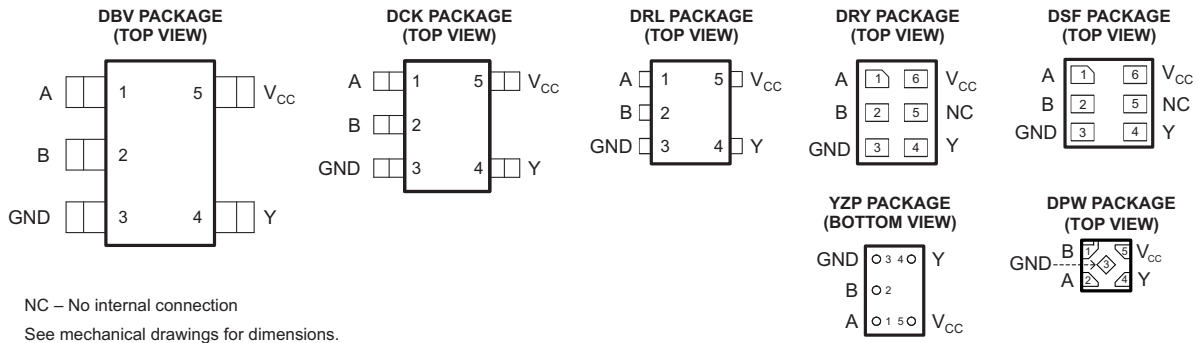 DBV PACKAGE
(TOP VIEW)
A 1 5 VCC
B 2
GND 3 4 Y
DCK PACKAGE
(TOP VIEW)
A 1 5 VCC
B 2
GND 3 4 Y
DRL PACKAGE
(TOP VIEW)
A 1 5 VCC
B 2
GND 3 4 Y
DRY PACKAGE
(TOP VIEW)
A 1 6 VCC
B 2 5 NC
GND 3 4 Y
DSF PACKAGE
(TOP VIEW)
A 1 6 VCC
B 2 5 NC
GND 3 4 Y
YZP PACKAGE
(BOTTOM VIEW)
GND 3 4 Y
B 2
A 1 5 VCC
DPW PACKAGE
(TOP VIEW)
B 1 5 VCC
GND 3
A 2 4 Y
NC – No internal connection
See mechanical drawings for dimensions.